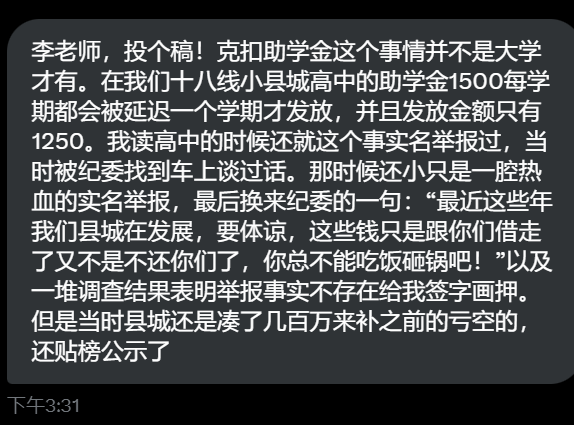 李老师，投个稿！克扣助学金这个事情并不是大学
才有。在我们十八线小县城高中的助学金1500每学
期都会被延迟一个学期才发放，并且发放金额只有
1250。我读高中的时候还就这个事实名举报过，当
时被纪委找到车上谈过话。那时候还小只是一腔热
血的实名举报，最后换来纪委的一句：“最近这些年
我们县城在发展，要体谅，这些钱只是跟你们借走
了又不是不还你们了，你总不能吃饭砸锅吧！”以及
一堆调查结果表明举报事实不存在给我签字画押。
但是当时县城还是凑了几百万来补之前的亏空的，
还贴榜公示了
下午3:31